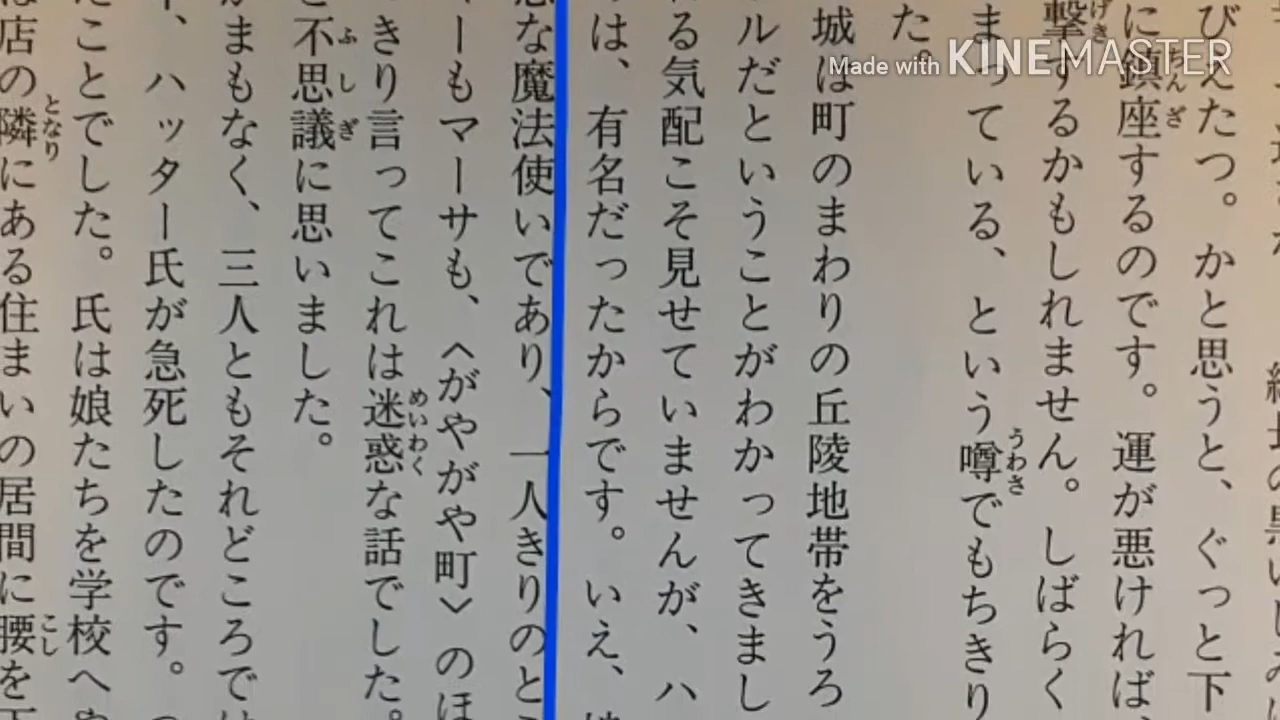 びえたつ。かと思うと、ぐっと下
に鎮座するのです。運が悪ければ、
撃するかもしれません。しばらく
まっている、という噂でもちきり
た。
城は町のまわりの丘陵地帯をうろ
ルだということがわかってきまし
る気配こそ見せていませんが、ハ
は、有名だったからです。いえ、
な魔法使いであり、一人きりのと
ーもマーサも、〈がやがや町〉のほ
きり言ってこれは迷惑な話でした。
不思議に思いました。
まもなく、三人ともそれどころで
、ハッター氏が急死したのです。
ことでした。氏は娘たちを学校へ
店の隣にある住まいの居間に腰を
Made with KINEMASTER